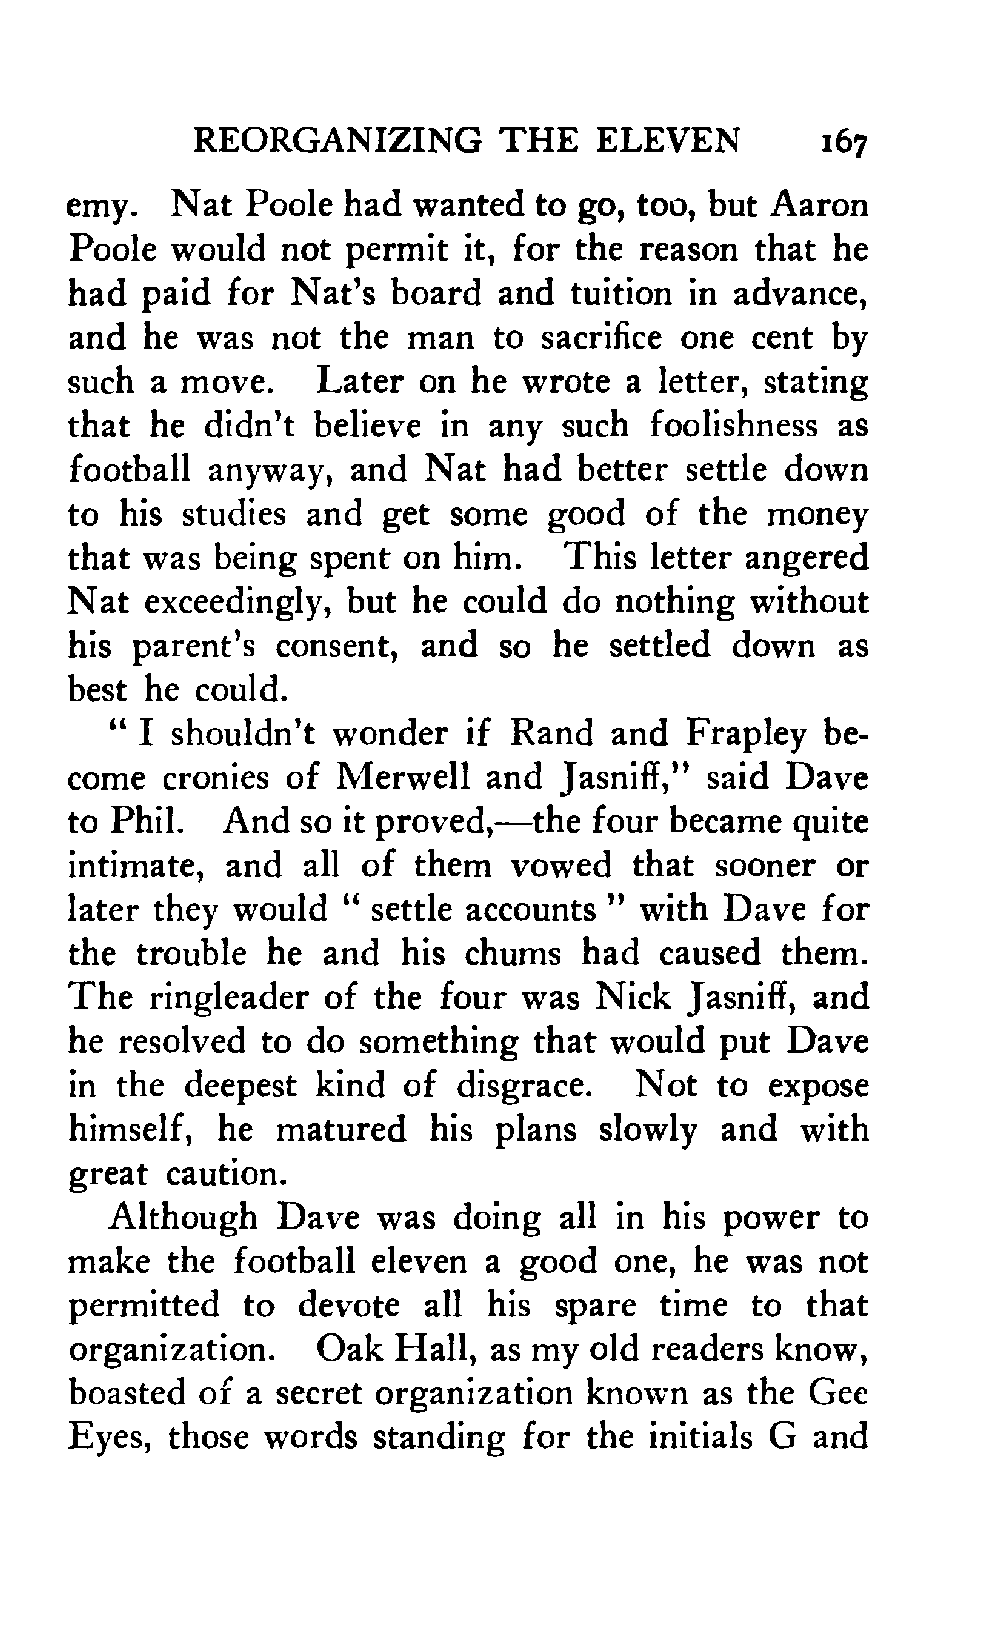 REORGANIZING THE ELEVEN 167
emy. Nat Poole had wanted to go, too, but Aaron
Poole would not permit it, for the reason that he
had paid for Nat's board and tuition in advance,
and he was not the man to sacrifice one cent by
such a move. Later on he wrote a letter, stating
that he didn't believe in any such foolishness as
football anyway, and Nat had better settle down
to his studies and get some good of the money
that was being spent on him. This letter angered
Nat exceedingly, but he could do nothing without
his parent's consent, and so he settled down as
best he could.
" I shouldn't wonder if Rand and Frapley be-
come cronies of Merwell and Jasniff," said Dave
to Phil. And so it proved,—the four became quite
intimate, and all of them vowed that sooner or
later they would " settle accounts " with Dave for
the trouble he and his chums had caused them.
The ringleader of the four was Nick Jasniff, and
he resolved to do something that would put Dave
in the deepest kind of disgrace. Not to expose
himself, he matured his plans slowly and with
great caution.
Although Dave was doing all in his power to
make the football eleven a good one, he was not
permitted to devote all his spare time to that
organization. Oak Hall, as my old readers know,
boasted of a secret organization known as the Gee
Eyes, those words standing for the initials G and